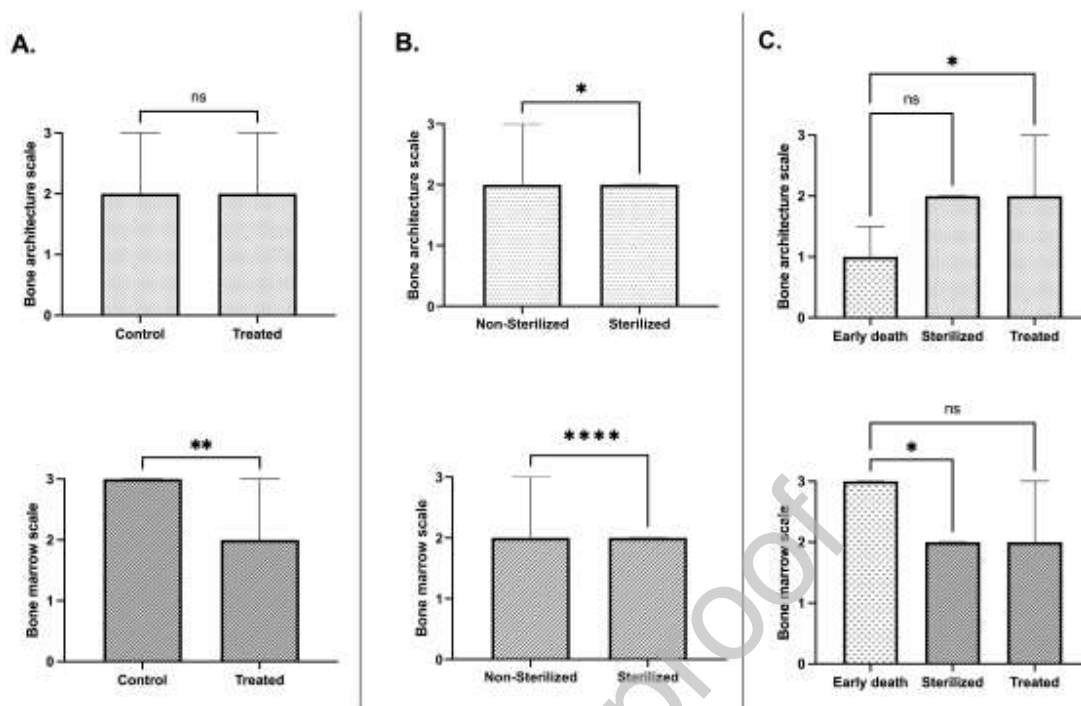 A.
ns
Bone architecture scale
3
2
1
0
Control Treated
**
Bone marrow scale
3
2
1
0
Control Treated
B.
*
Bone architecture scale
3
2
1
0
Non-Sterilized Sterilized
****
Bone marrow scale
3
2
1
0
Non-Sterilized Sterilized
C.
*
ns
Bone architecture scale
3
2
1
0
Early death Sterilized Treated
ns
*
Bone marrow scale
3
2
1
0
Early death Sterilized Treated
proof